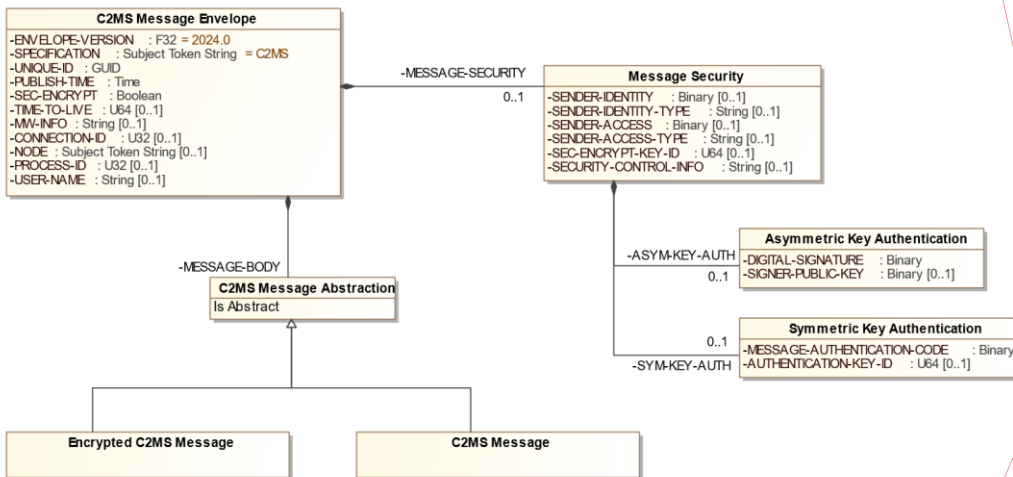 C2MS Message Envelope
-ENVELOPE-VERSION : F32 = 2024.0
-SPECIFICATION : Subject Token String = C2MS
-UNIQUE-ID : GUID
-PUBLISH-TIME : Time
-SEC-ENCRYPT : Boolean
-TIME-TO-LIVE : U64 [0..1]
-MW-INFO : String [0..1]
-CONNECTION-ID : U32 [0..1]
-NODE : Subject Token String [0..1]
-PROCESS-ID : U32 [0..1]
-USER-NAME : String [0..1]
-MESSAGE-SECURITY
0..1
Message Security
-SENDER-IDENTITY : Binary [0..1]
-SENDER-IDENTITY-TYPE : String [0..1]
-SENDER-ACCESS : Binary [0..1]
-SENDER-ACCESS-TYPE : String [0..1]
-SEC-ENCRYPT-KEY-ID : U64 [0..1]
-SECURITY-CONTROL-INFO : String [0..1]
-ASYM-KEY-AUTH
0..1
Asymmetric Key Authentication
-DIGITAL-SIGNATURE : Binary
-SIGNER-PUBLIC-KEY : Binary [0..1]
-MESSAGE-BODY
C2MS Message Abstraction
Is Abstract
0..1
-SYM-KEY-AUTH
Symmetric Key Authentication
-MESSAGE-AUTHENTICATION-CODE : Binary
-AUTHENTICATION-KEY-ID : U64 [0..1]
Encrypted C2MS Message
C2MS Message